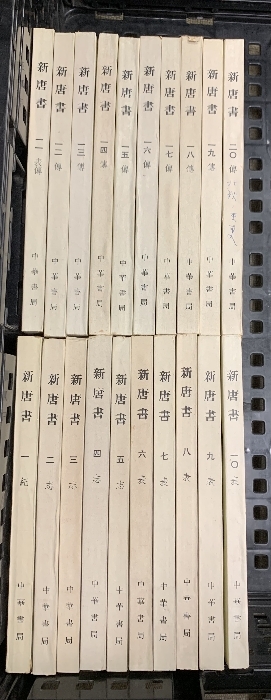 新唐書 一一 表傳 中華書局
新唐書 一二 傳 中華書局
新唐書 一三 傳 中華書局
新唐書 一四 傳 中華書局
新唐書 一五 傳 中華書局
新唐書 一六 傳 中華書局
新唐書 一七 傳 中華書局
新唐書 一八 傳 中華書局
新唐書 一九 傳 中華書局
新唐書 二〇 傳 中華書局
新唐書 一 紀 中華書局
新唐書 二 志 中華書局
新唐書 三 志 中華書局
新唐書 四 志 中華書局
新唐書 五 志 中華書局
新唐書 六 表 中華書局
新唐書 七 表 中華書局
新唐書 八 表 中華書局
新唐書 九 表 中華書局
新唐書 一〇 表 中華書局